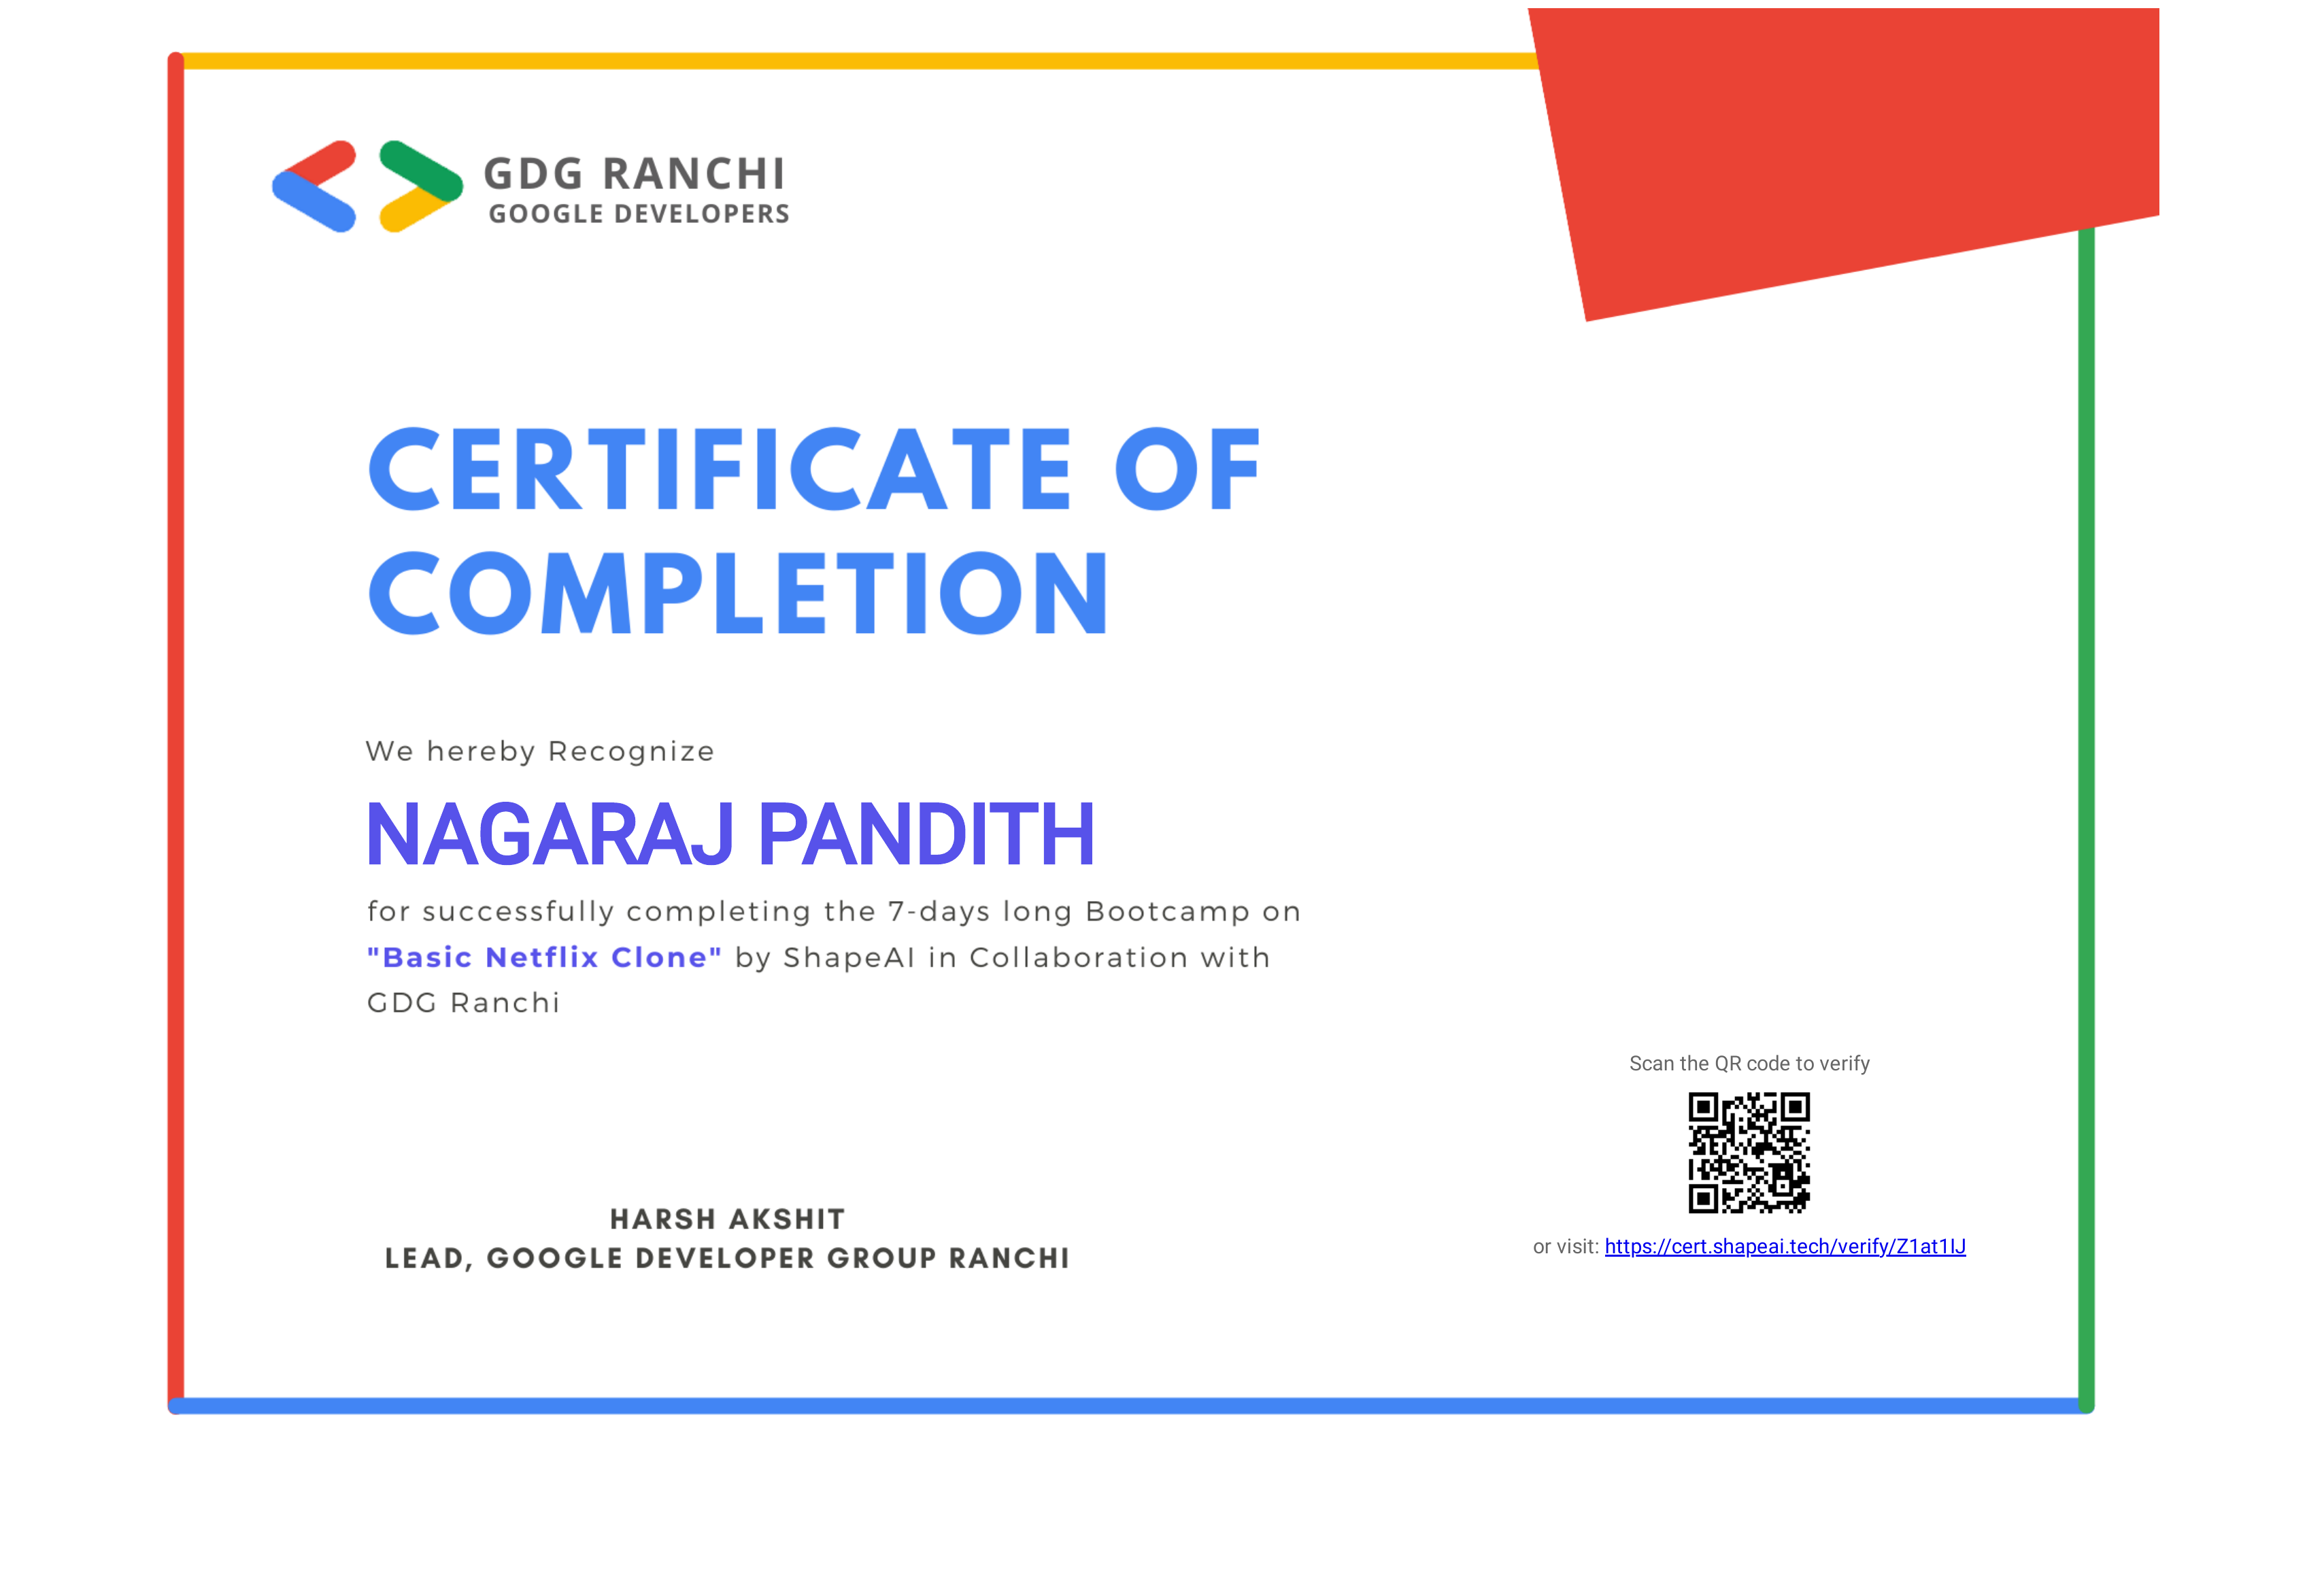 GDG RANCHI
GOOGLE DEVELOPERS
CERTIFICATE OF
COMPLETION
We hereby Recognize
NAGARAJ PANDITH
for successfully completing the 7-days long Bootcamp on
"Basic Netflix Clone" by ShapeAI in Collaboration with
GDG Ranchi
Scan the QR code to verify
or visit: https://cert.shapeai.tech/verify/Z1at1IJ
HARSH AKSHIT
LEAD, GOOGLE DEVELOPER GROUP RANCHI